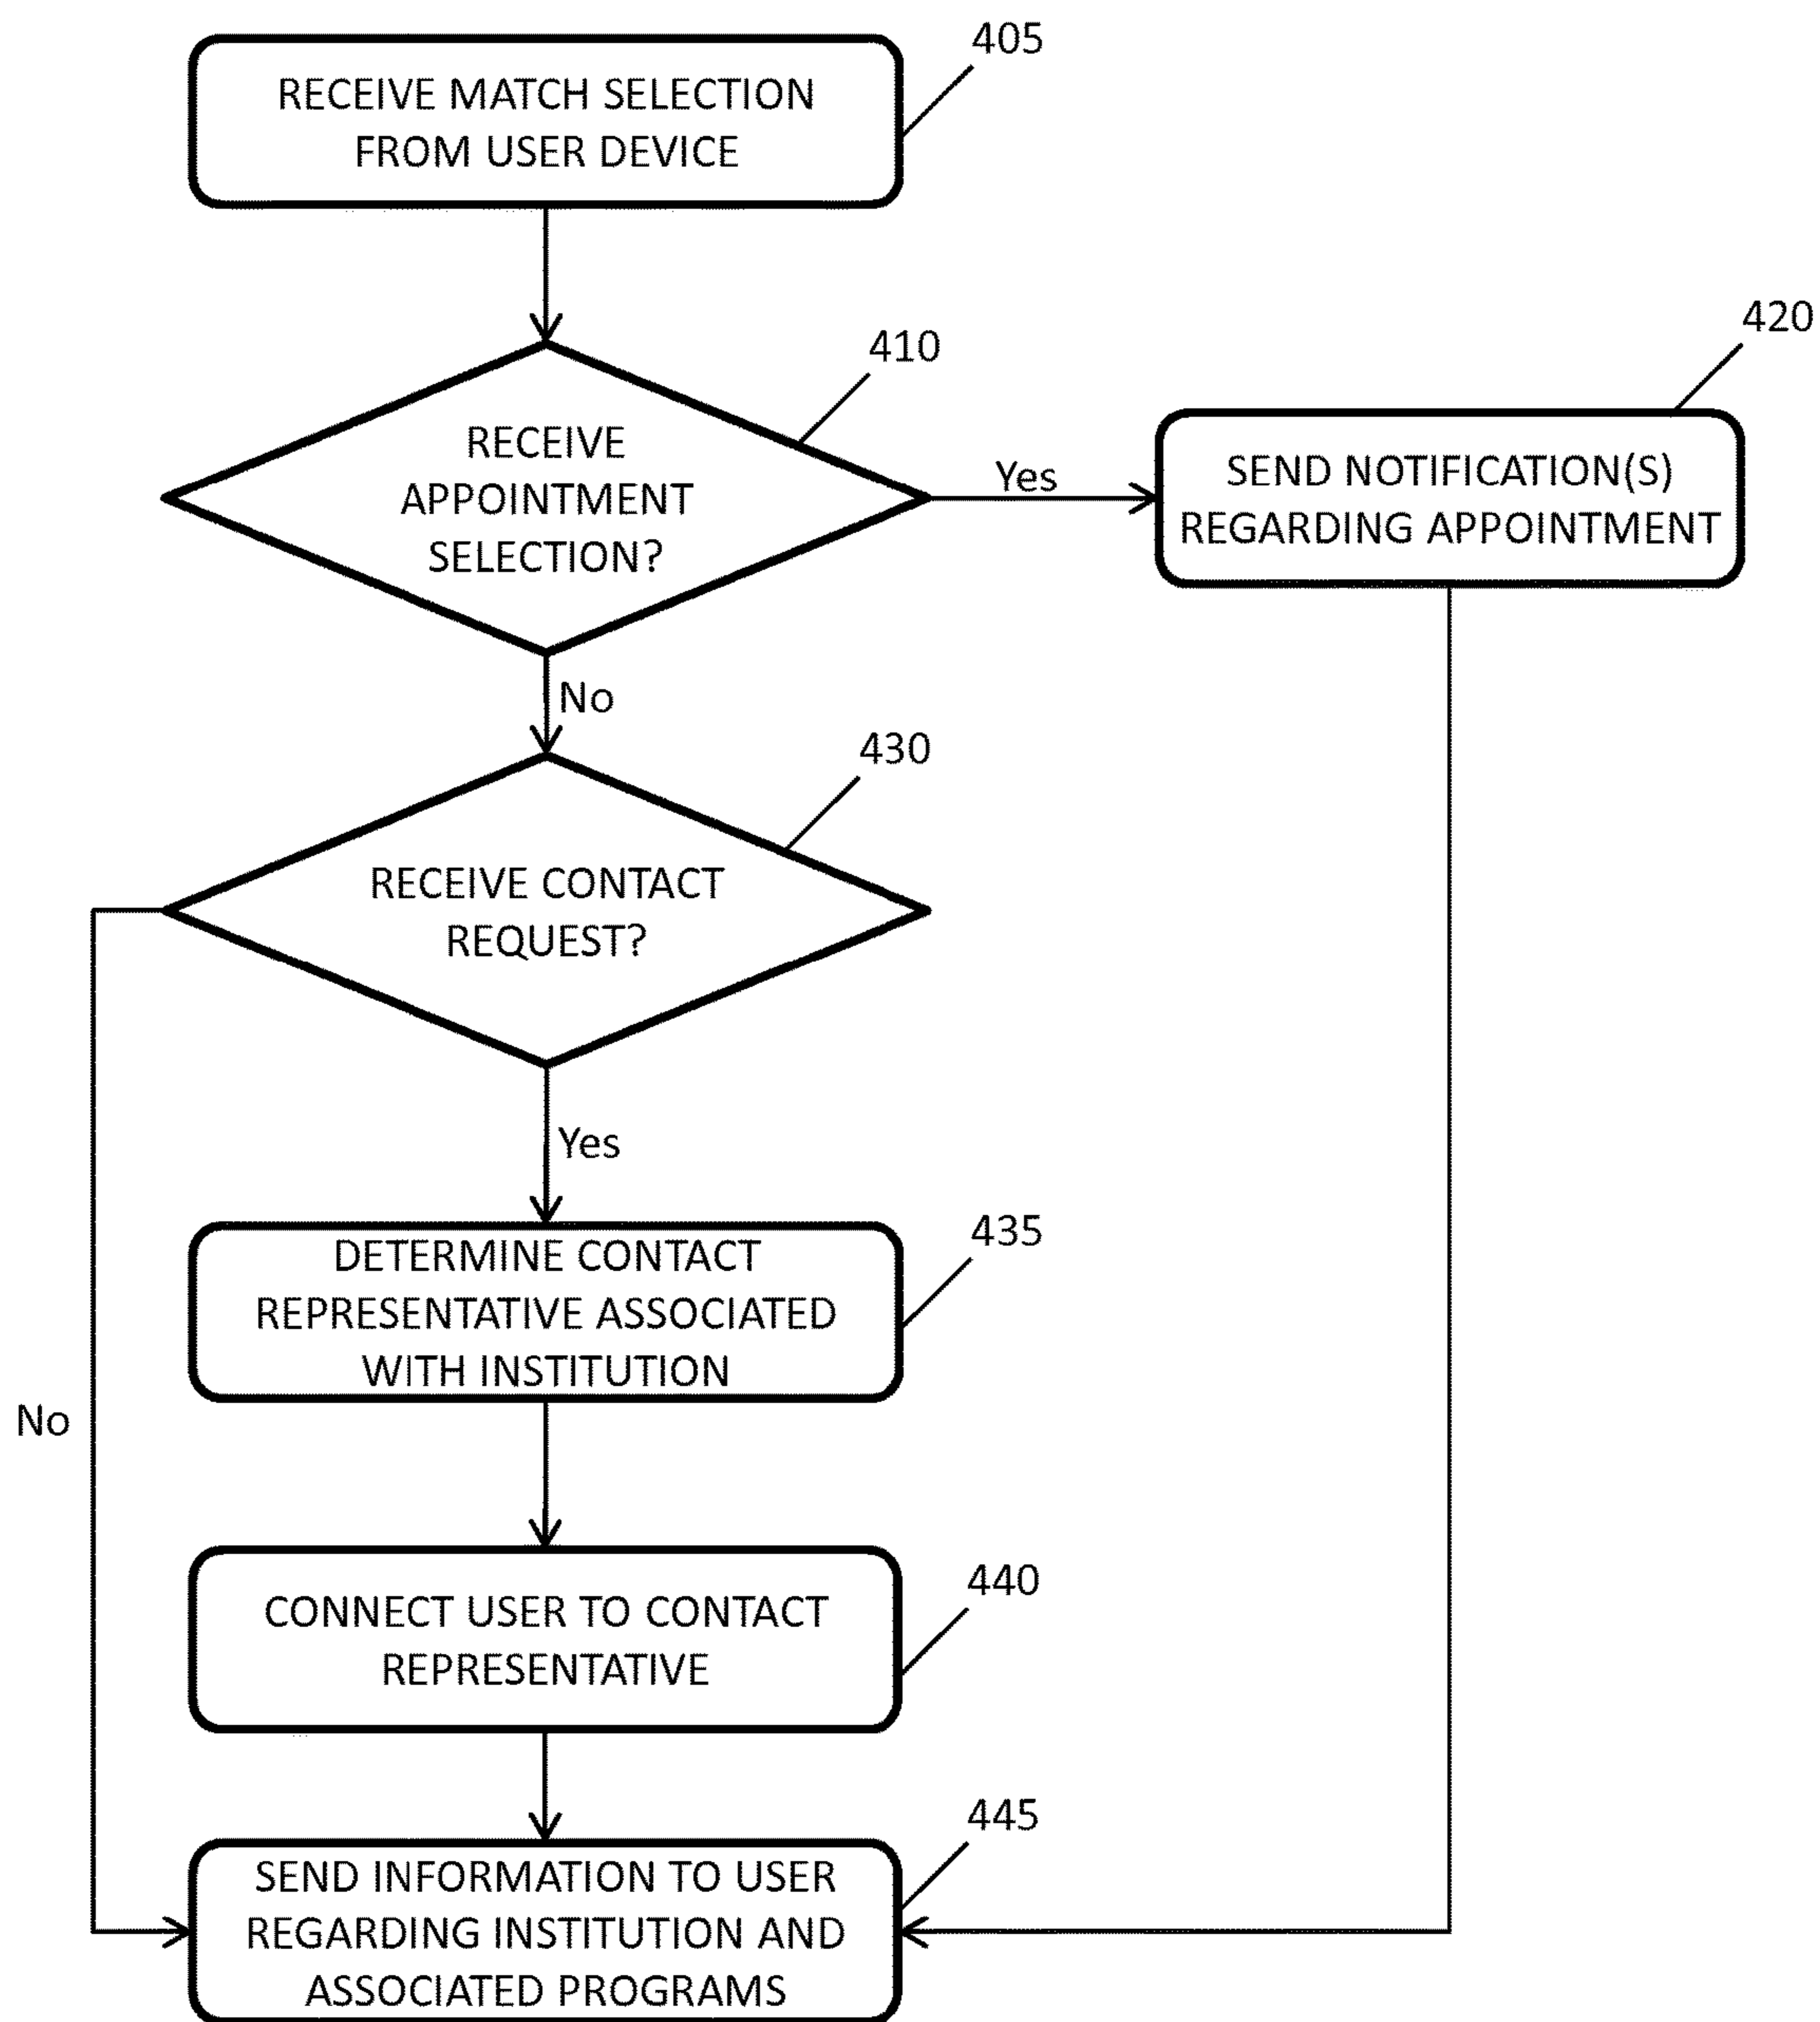 405
RECEIVE MATCH SELECTION
FROM USER DEVICE
410
420
RECEIVE
APPOINTMENT
SELECTION?
Yes
SEND NOTIFICATION(S)
REGARDING APPOINTMENT
No
430
RECEIVE CONTACT
REQUEST?
Yes
435
DETERMINE CONTACT
REPRESENTATIVE ASSOCIATED
WITH INSTITUTION
No
440
CONNECT USER TO CONTACT
REPRESENTATIVE
445
SEND INFORMATION TO USER
REGARDING INSTITUTION AND
ASSOCIATED PROGRAMS